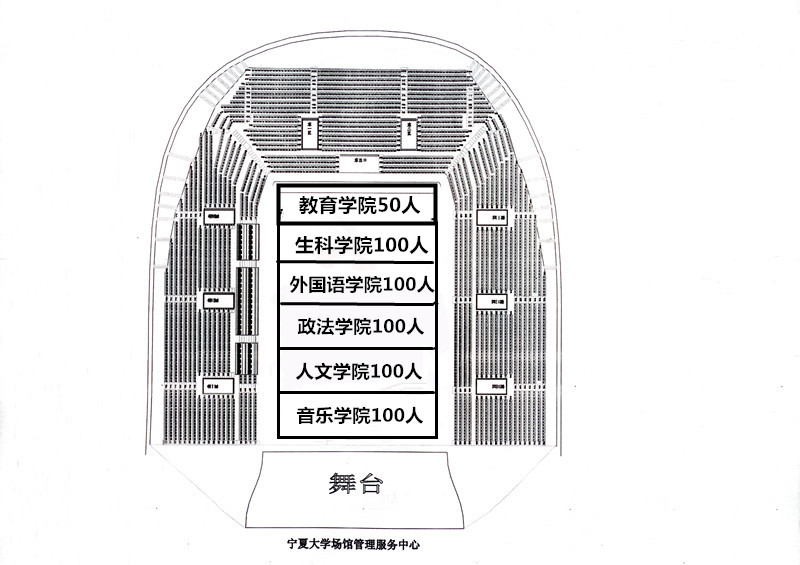 教育学院50人
生科学院100人
外国语学院100人
政法学院100人
人文学院100人
音乐学院100人
舞台
宁夏大学场馆管理服务中心